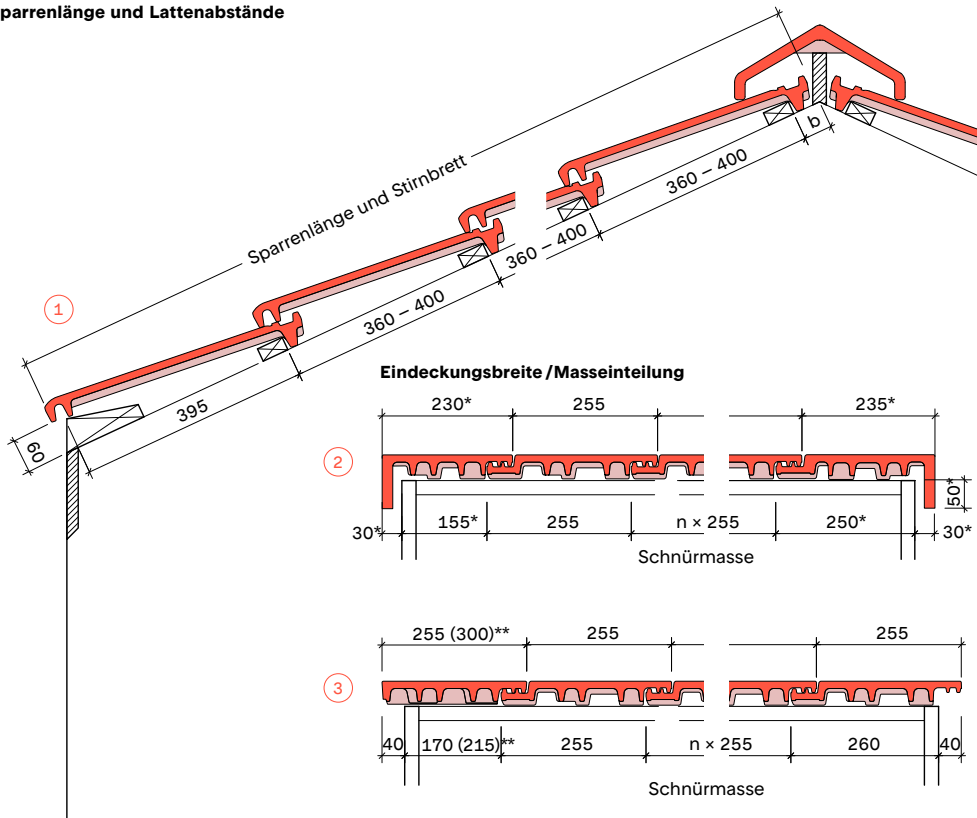 parrenlänge und Lattenabstände
b
360 – 400
Sparrenlänge und Stirnbrett
360 – 400
1
360 – 400
395
60
Eindeckungsbreite/Masseinteilung
230*
255
235*
2
50*
30*
155*
255
n × 255
250*
30*
Schnürmasse
255 (300)**
255
255
3
40
170 (215)**
255
n × 255
260
40
Schnürmasse